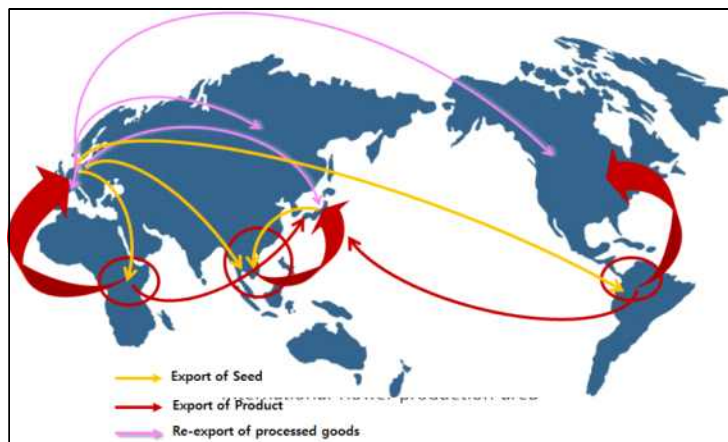 Export of Seed
Export of Product
Re-export of processed goods